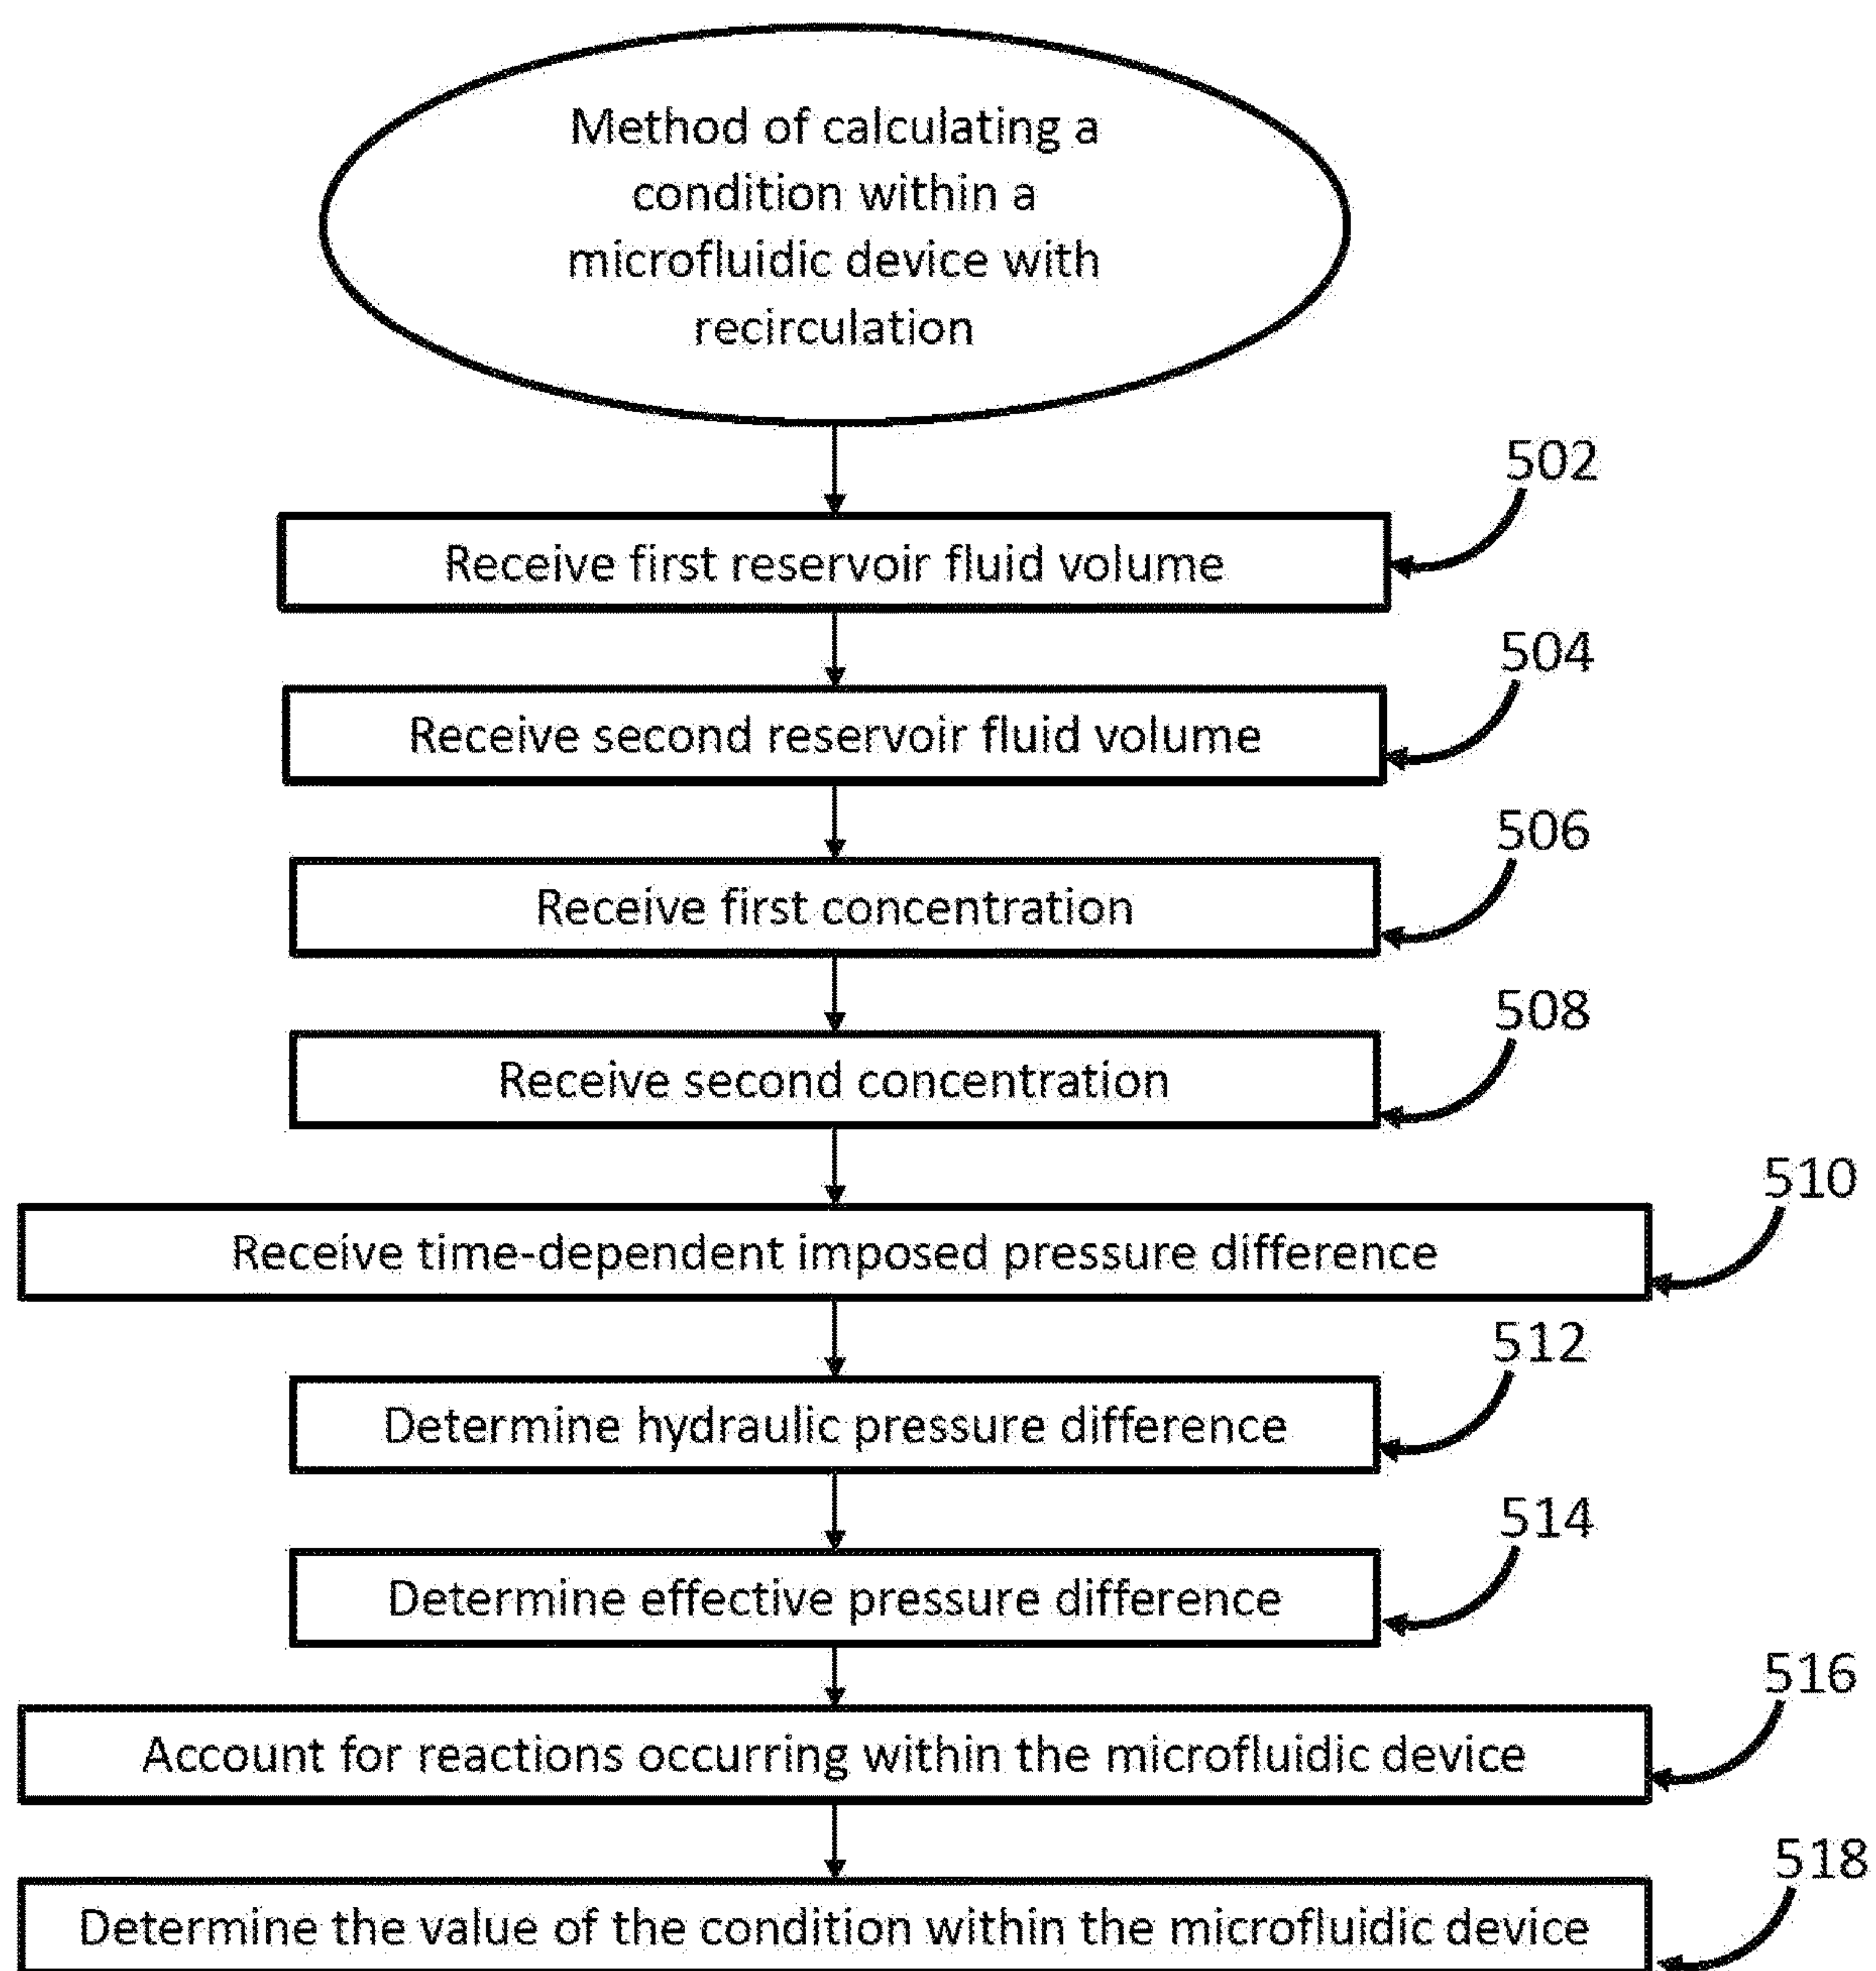 Method of calculating a
condition within a
microfluidic device with
recirculation
502
Receive first reservoir fluid volume
504
Receive second reservoir fluid volume
506
Receive first concentration
508
Receive second concentration
510
Receive time-dependent imposed pressure difference
512
Determine hydraulic pressure difference
514
Determine effective pressure difference
516
Account for reactions occurring within the microfluidic device
518
Determine the value of the condition within the microfluidic device